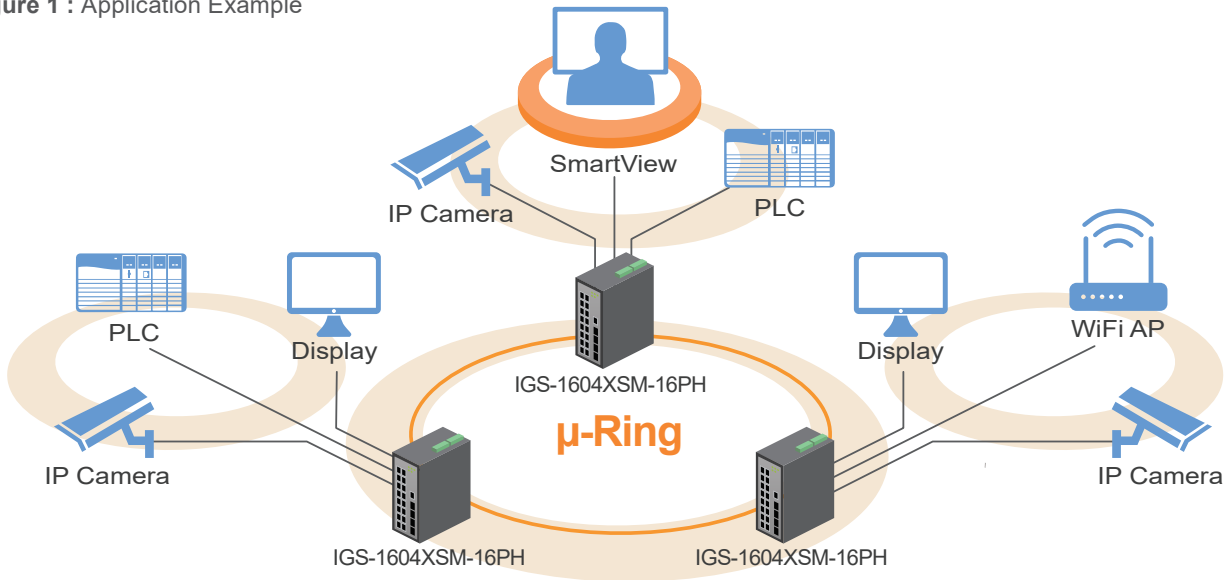 gure 1 : Application Example
SmartView
IP Camera
PLC
PLC
Display
Display
WiFi AP
IGS-1604XSM-16PH
μ-Ring
IP Camera
IP Camera
IGS-1604XSM-16PH
IGS-1604XSM-16PH